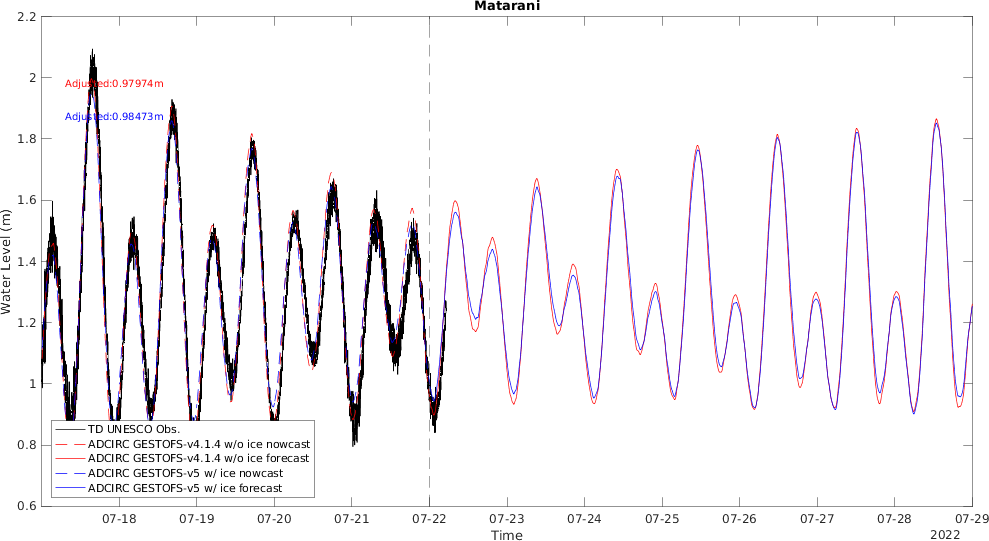 Matarani
2.2
2
1.8
1.6
1.4
1.2
1
0.8
0.6
Water Level (m)
Adjusted:0.97974m
Adjusted:0.98473m
TD UNESCO Obs.
ADCIRC GESTOFS-v4.1.4 w/o ice nowcast
ADCIRC GESTOFS-v4.1.4 w/o ice forecast
ADCIRC GESTOFS-v5 w/ ice nowcast
ADCIRC GESTOFS-v5 w/ ice forecast
07-18 07-19 07-20 07-21 07-22 07-23 07-24 07-25 07-26 07-27 07-28 07-29
Time
2022